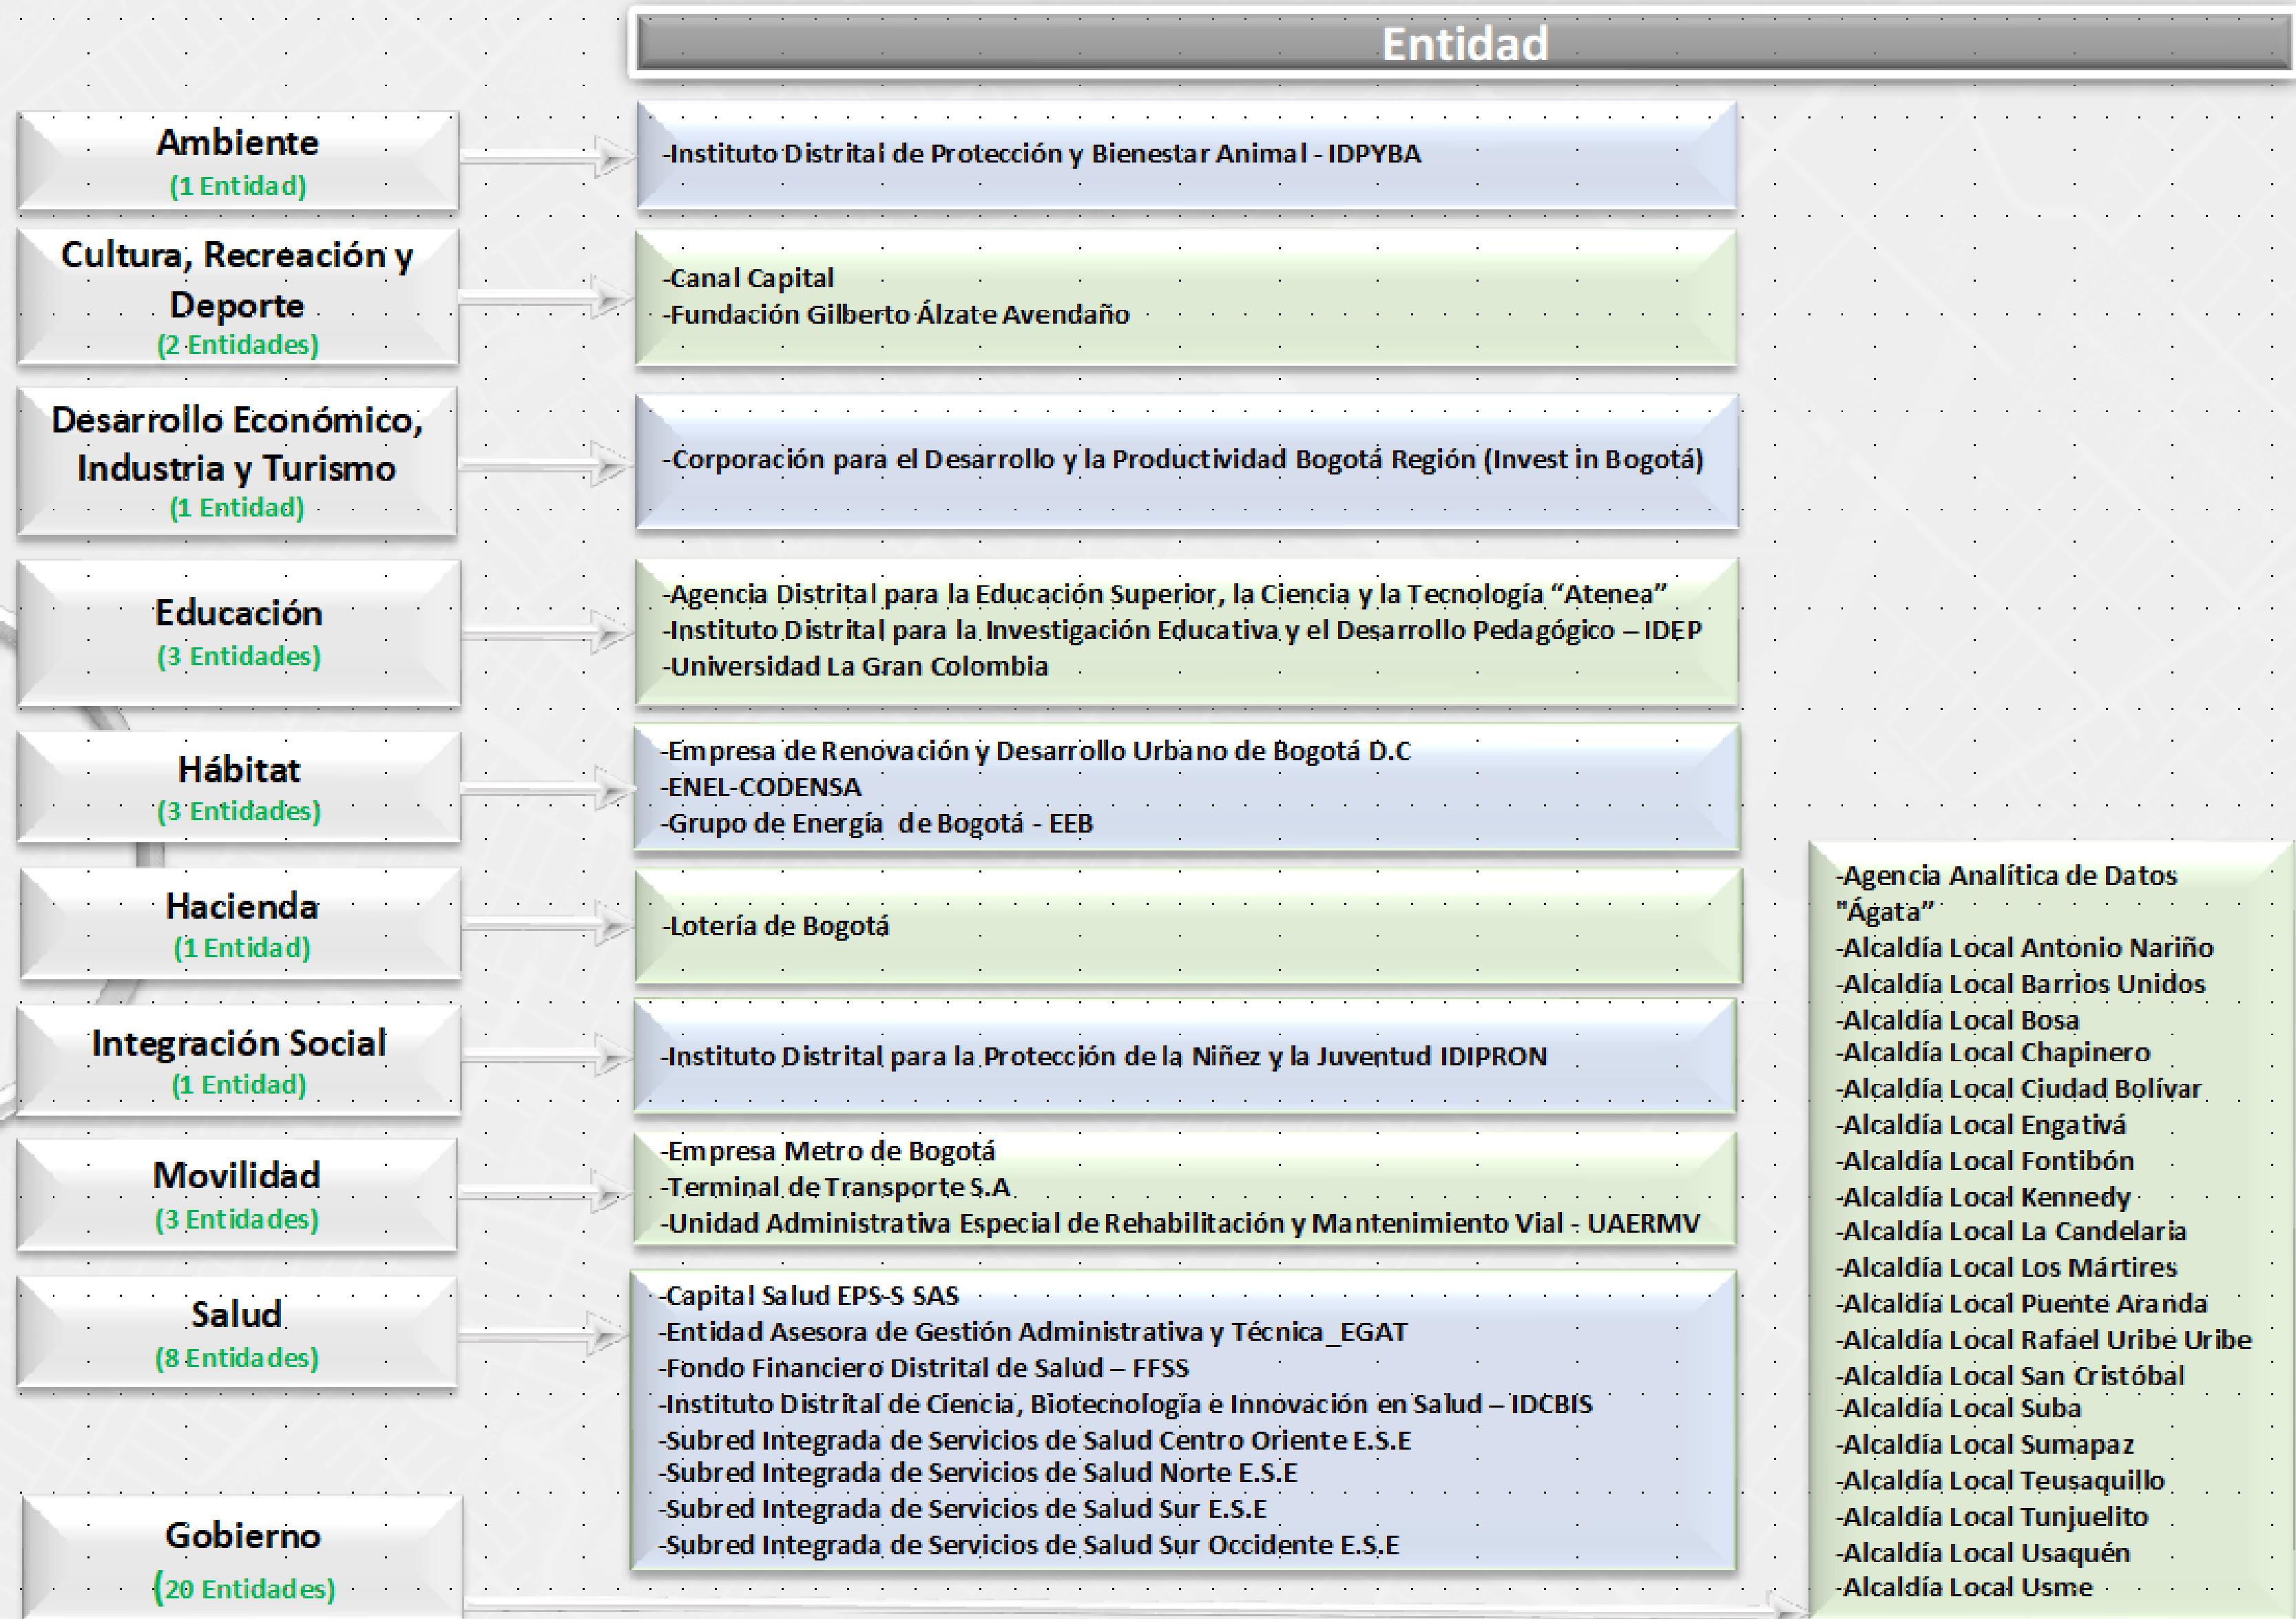 Entidad
Ambiente
(1 Entidad)
-Instituto Distrital de Protección y Bienestar Animal - IDPYBA
Cultura, Recreación y
Deporte
(2 Entidades)
-Canal Capital
-Fundación Gilberto Álzate Avendaño
Desarrollo Económico,
Industria y Turismo
(1 Entidad)
-Corporación para el Desarrollo y la Productividad Bogotá Región (Invest in Bogotá)
Educación
(3 Entidades)
-Agencia Distrital para la Educación Superior, la Ciencia y la Tecnología “Atenea”
-Instituto Distrital para la Investigación Educativa y el Desarrollo Pedagógico – IDEP
-Universidad La Gran Colombia
Hábitat
(3 Entidades)
-Empresa de Renovación y Desarrollo Urbano de Bogotá D.C
-ENEL-CODENSA
-Grupo de Energía  de Bogotá - EEB
Hacienda
(1 Entidad)
-Lotería de Bogotá
Integración Social
(1 Entidad)
-Instituto Distrital para la Protección de la Niñez y la Juventud IDIPRON
Movilidad
(3 Entidades)
-Empresa Metro de Bogotá
-Terminal de Transporte S.A
-Unidad Administrativa Especial de Rehabilitación y Mantenimiento Vial - UAERMV
Salud
(8 Entidades)
-Capital Salud EPS-S SAS
-Entidad Asesora de Gestión Administrativa y Técnica_EGAT
-Fondo Financiero Distrital de Salud – FFSS
-Instituto Distrital de Ciencia, Biotecnología e Innovación en Salud – IDCBIS
-Subred Integrada de Servicios de Salud Centro Oriente E.S.E
-Subred Integrada de Servicios de Salud Norte E.S.E
-Subred Integrada de Servicios de Salud Sur E.S.E
-Subred Integrada de Servicios de Salud Sur Occidente E.S.E
Gobierno
(20 Entidades)
-Agencia Analítica de Datos
"Ágata”
-Alcaldía Local Antonio Nariño
-Alcaldía Local Barrios Unidos
-Alcaldía Local Bosa
-Alcaldía Local Chapinero
-Alcaldía Local Ciudad Bolívar
-Alcaldía Local Engativá
-Alcaldía Local Fontibón
-Alcaldía Local Kennedy
-Alcaldía Local La Candelaria
-Alcaldía Local Los Mártires
-Alcaldía Local Puente Aranda
-Alcaldía Local Rafael Uribe Uribe
-Alcaldía Local San Cristóbal
-Alcaldía Local Suba
-Alcaldía Local Sumapaz
-Alcaldía Local Teusaquillo
-Alcaldía Local Tunjuelito
-Alcaldía Local Usaquén
-Alcaldía Local Usme